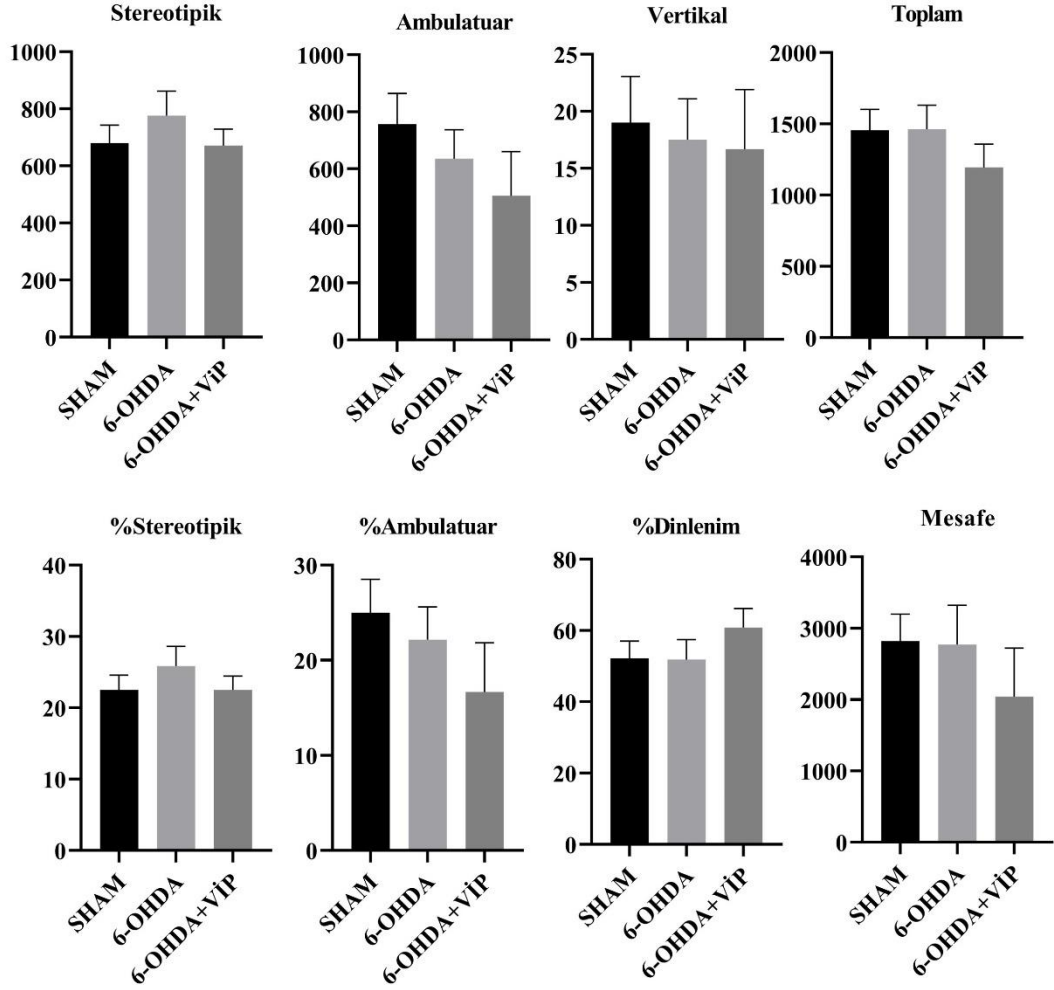 Stereotipik
1000
800
600
400
200
0
SHAM
6-OHDA
6-OHDA+ViP
Ambulatuar
1000
800
600
400
200
0
SHAM
6-OHDA
6-OHDA+ViP
Vertikal
25
20
15
10
5
0
SHAM
6-OHDA
6-OHDA+ViP
Toplam
2000
1500
1000
500
0
SHAM
6-OHDA
6-OHDA+ViP
%Stereotipik
40
30
20
10
0
SHAM
6-OHDA
6-OHDA+VİP
%Ambulatuar
30
20
10
0
SHAM
6-OHDA
6-OHDA+VİP
%Dinlenim
80
60
40
20
0
SHAM
6-OHDA
6-OHDA+VİP
Mesafe
4000
3000
2000
1000
0
SHAM
6-OHDA
6-OHDA+VİP